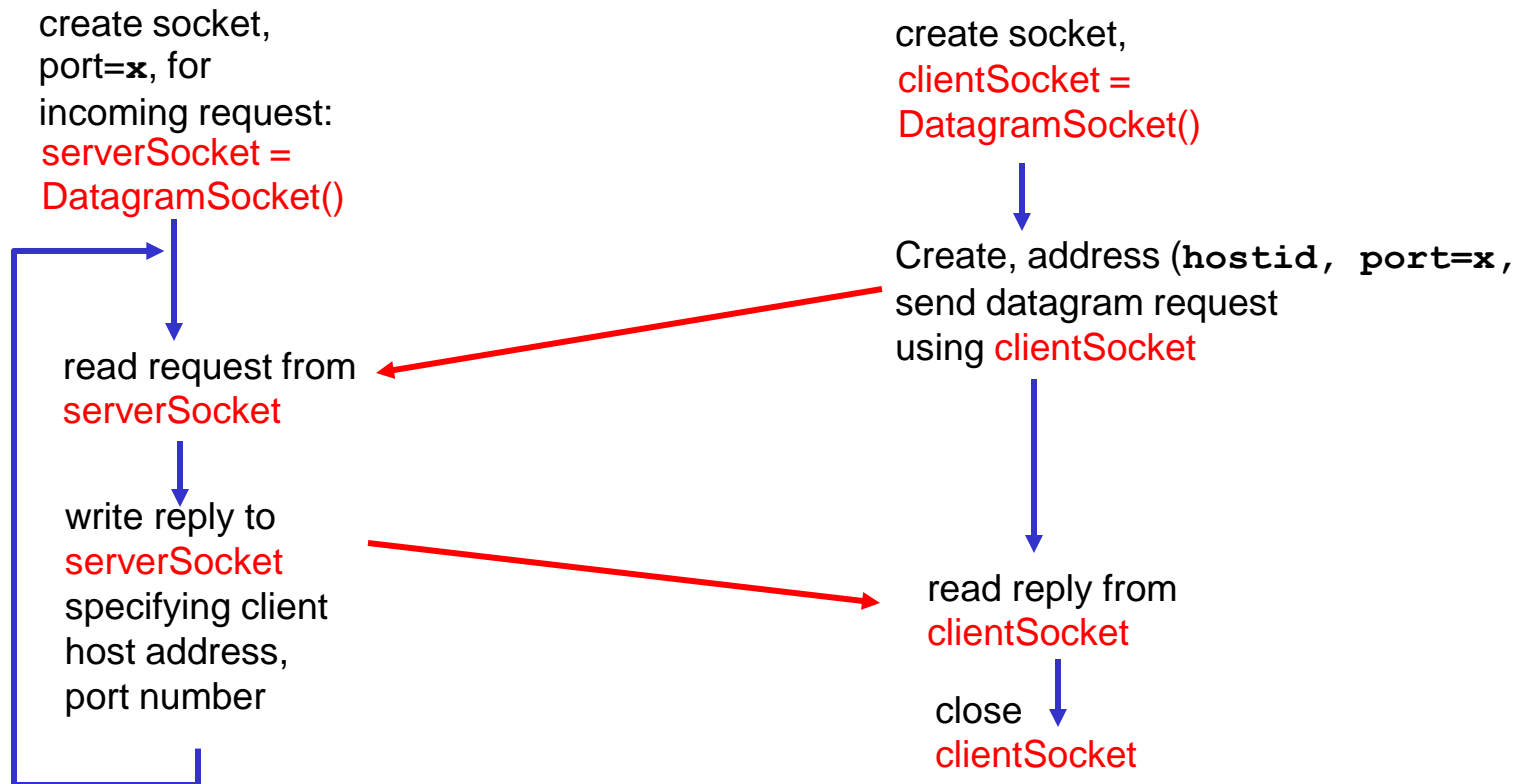 create socket,
port=x, for
incoming request:
serverSocket =
DatagramSocket()
read request from
serverSocket
write reply to
serverSocket
specifying client
host address,
port number
create socket,
clientSocket =
DatagramSocket()
Create, address (hostid, port=x,
send datagram request
using clientSocket
read reply from
clientSocket
close
clientSocket